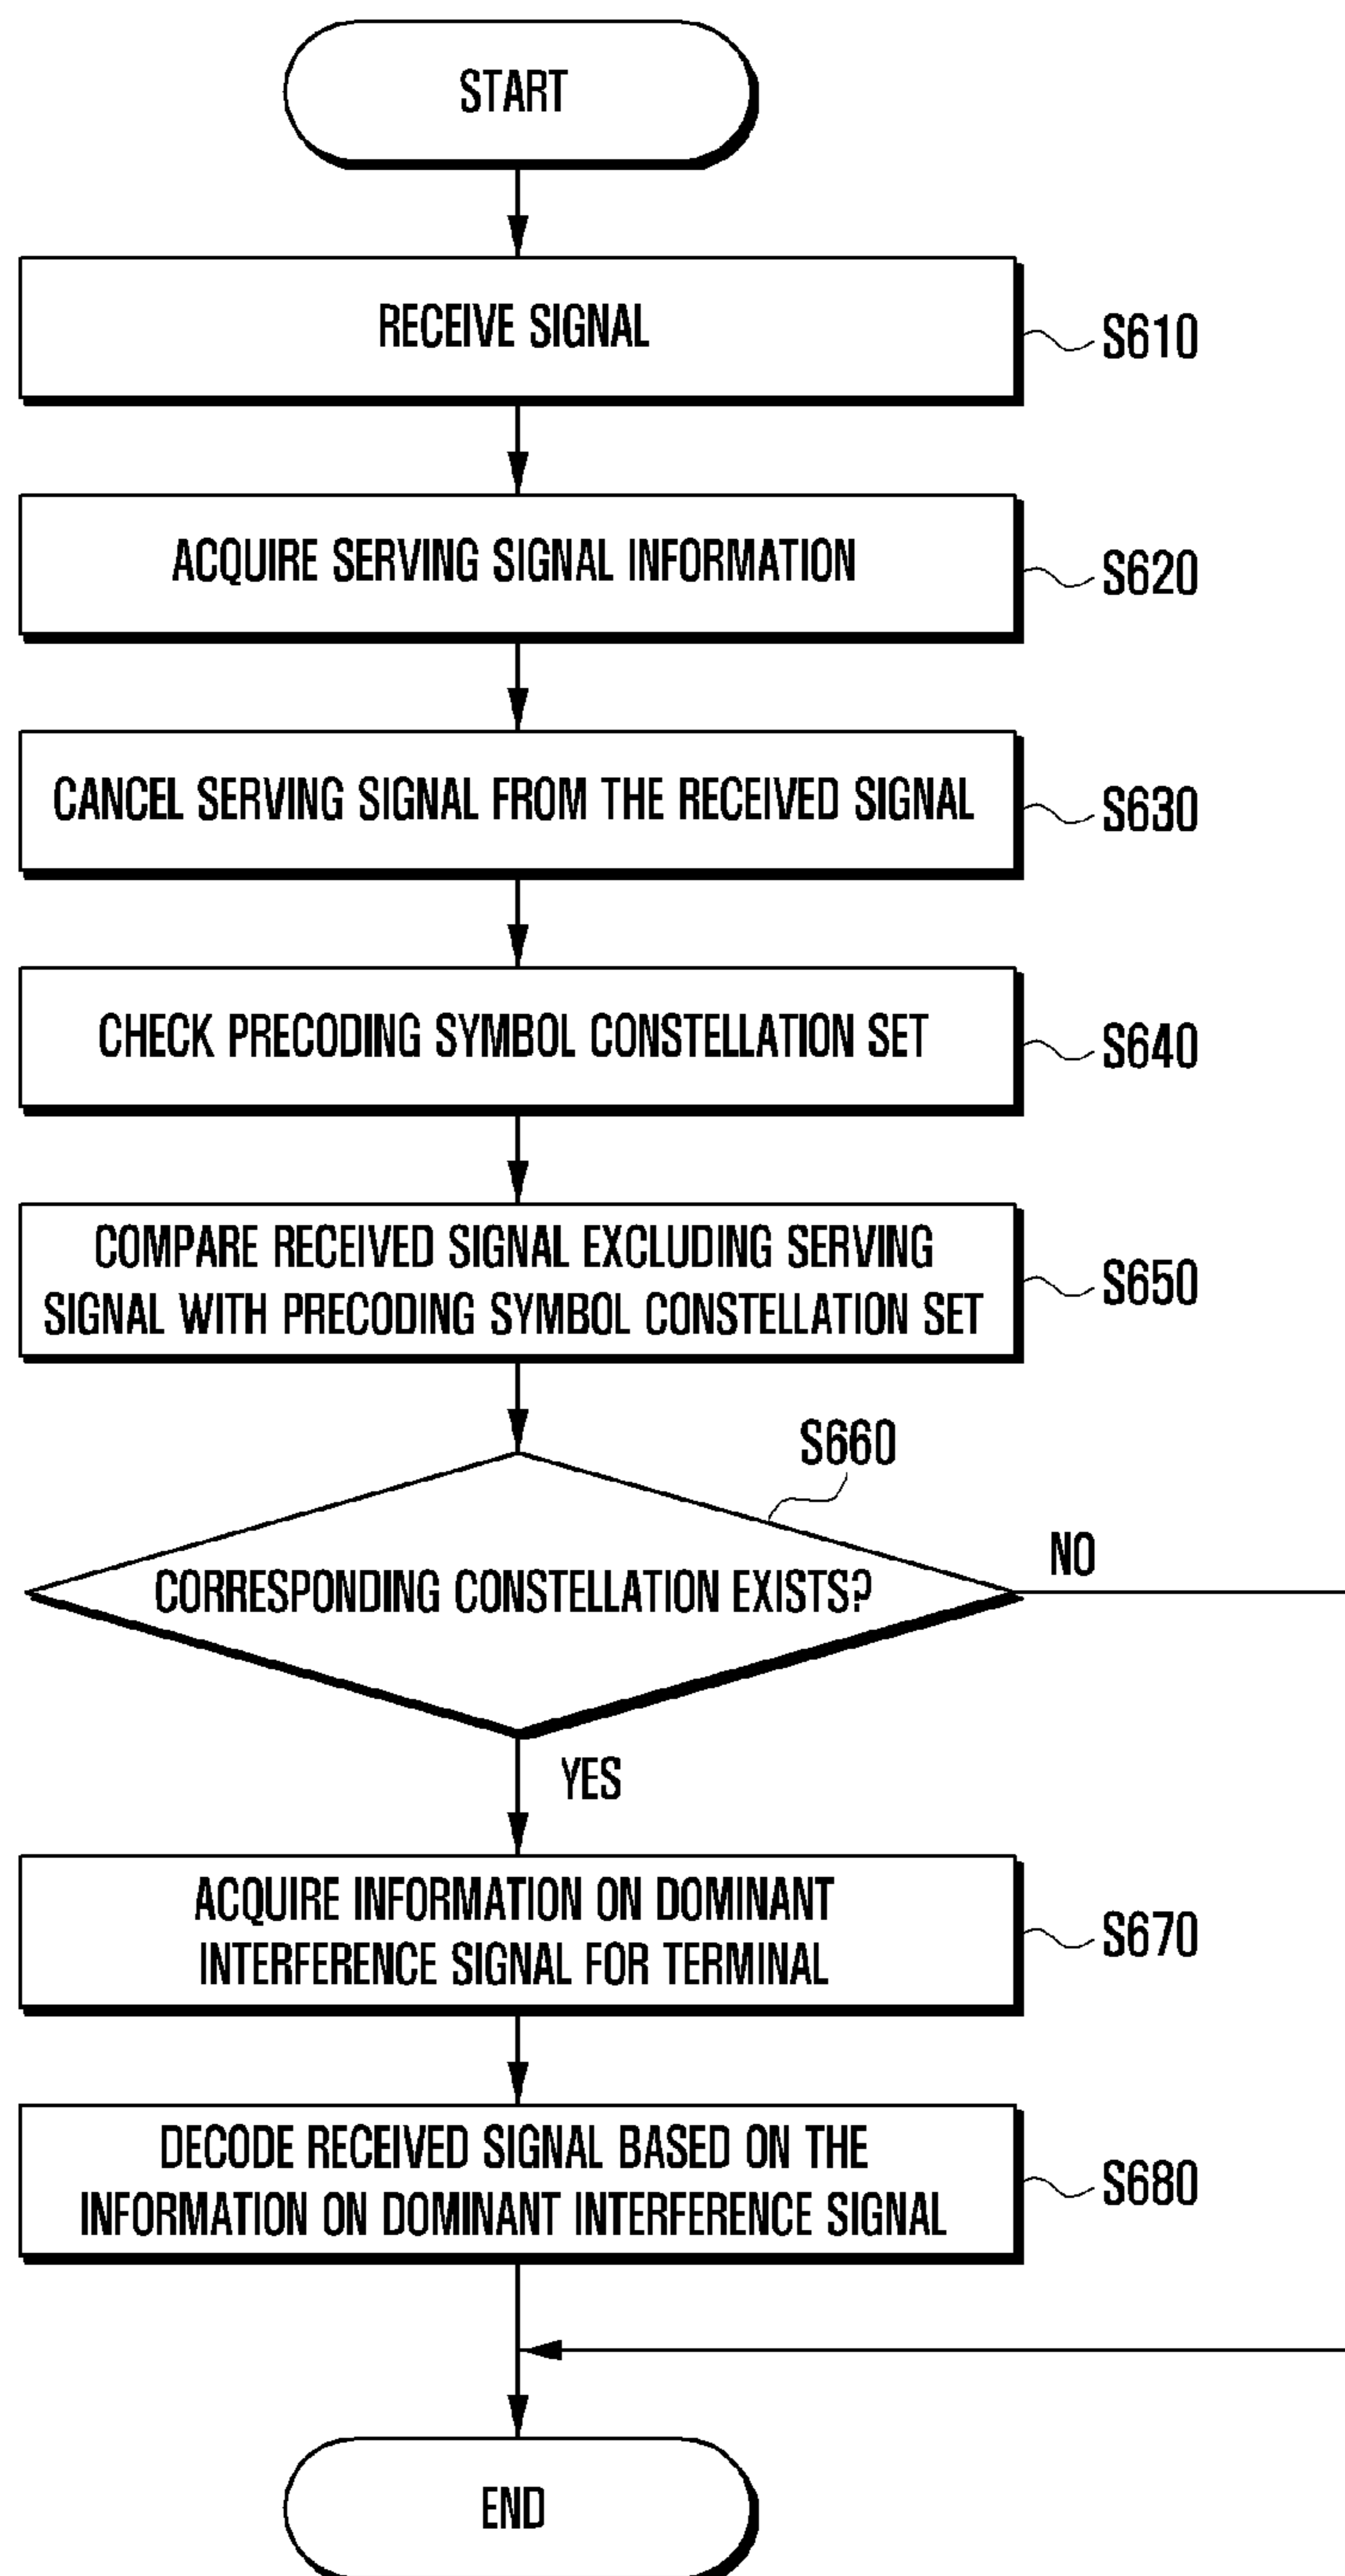 START
RECEIVE SIGNAL
S610
ACQUIRE SERVING SIGNAL INFORMATION
S620
CANCEL SERVING SIGNAL FROM THE RECEIVED SIGNAL
S630
CHECK PRECODING SYMBOL CONSTELLATION SET
S640
COMPARE RECEIVED SIGNAL EXCLUDING SERVING
SIGNAL WITH PRECODING SYMBOL CONSTELLATION SET
S650
S660
CORRESPONDING CONSTELLATION EXISTS?
NO
YES
ACQUIRE INFORMATION ON DOMINANT
INTERFERENCE SIGNAL FOR TERMINAL
S670
DECODE RECEIVED SIGNAL BASED ON THE
INFORMATION ON DOMINANT INTERFERENCE SIGNAL
S680
END